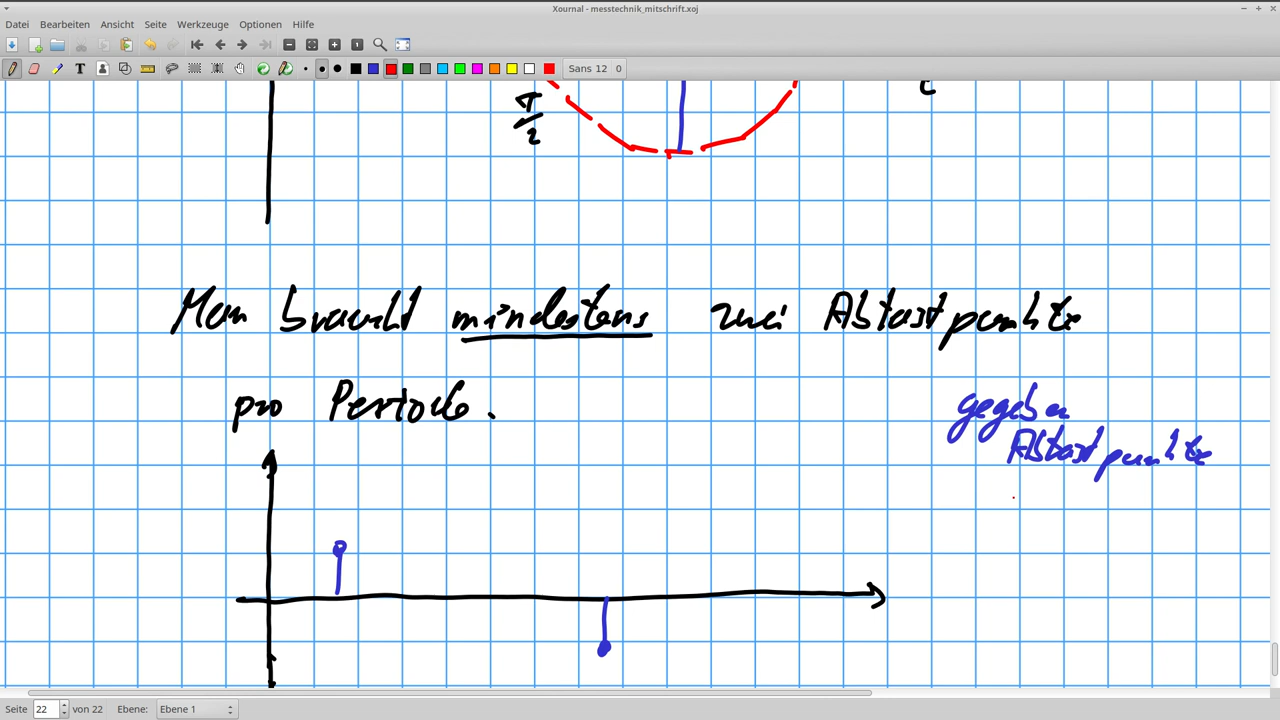 Xournal - messtechnik_mitschrift.xoj
Datei Bearbeiten Ansicht Seite Werkzeuge Optionen Hilfe
Sans 12 0
π/2
t
Man braucht mindestens zwei Abtastpunkte
pro Periode.
gegeben
Abtastpunkte
Seite 22 von 22 Ebene: Ebene 1